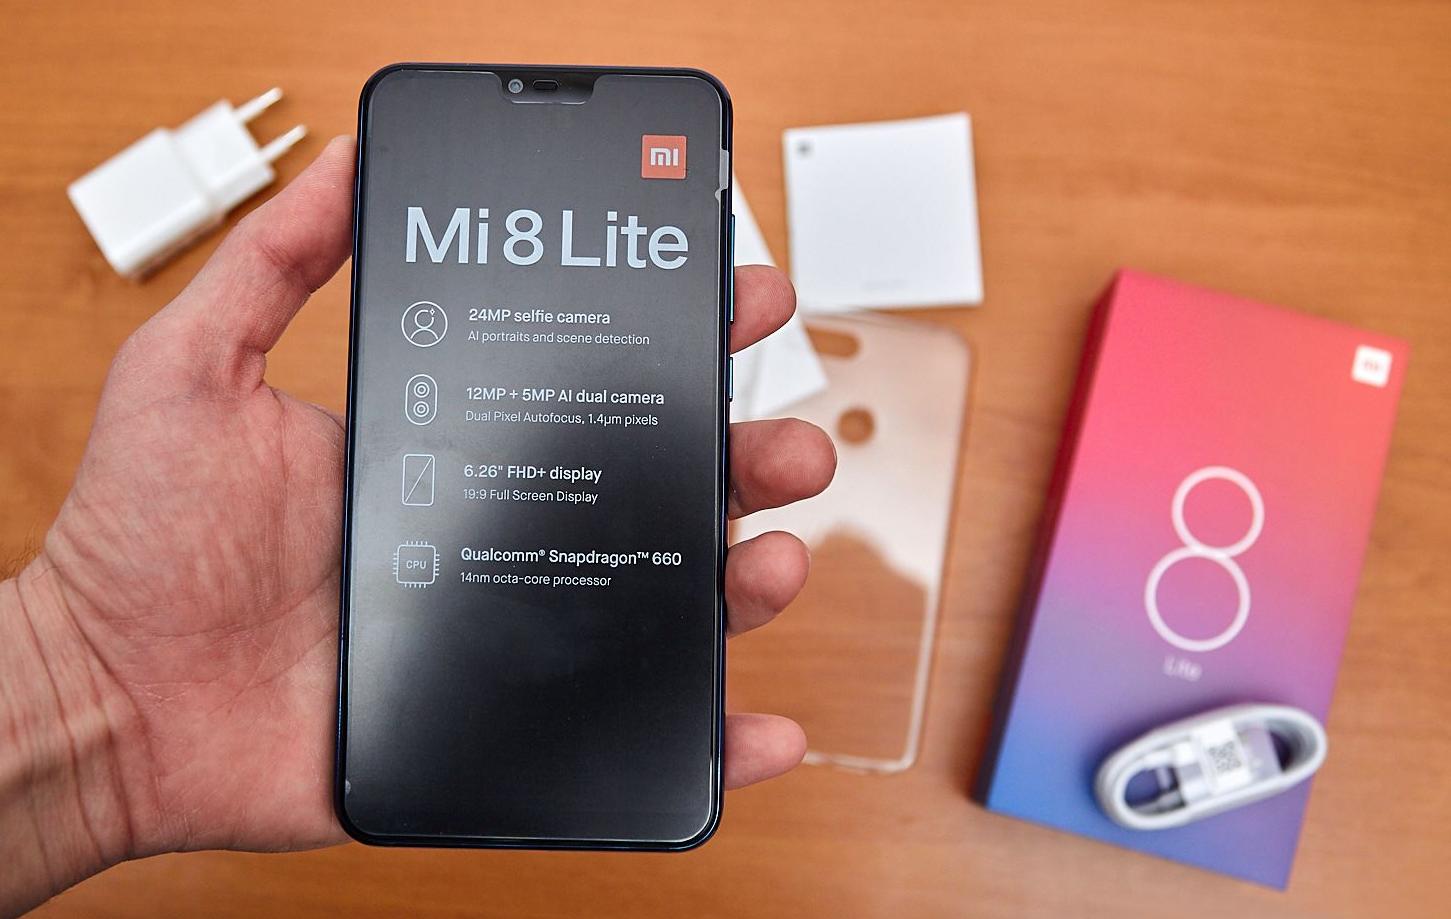 mi
Mi 8 Lite
24MP selfie camera
AI portraits and scene detection
12MP + 5MP AI dual camera
Dual Pixel Autofocus, 1.4µm pixels
6.26" FHD+ display
19:9 Full Screen Display
CPU
Qualcomm® Snapdragon™ 660
14nm octa-core processor
mi
8
Lite